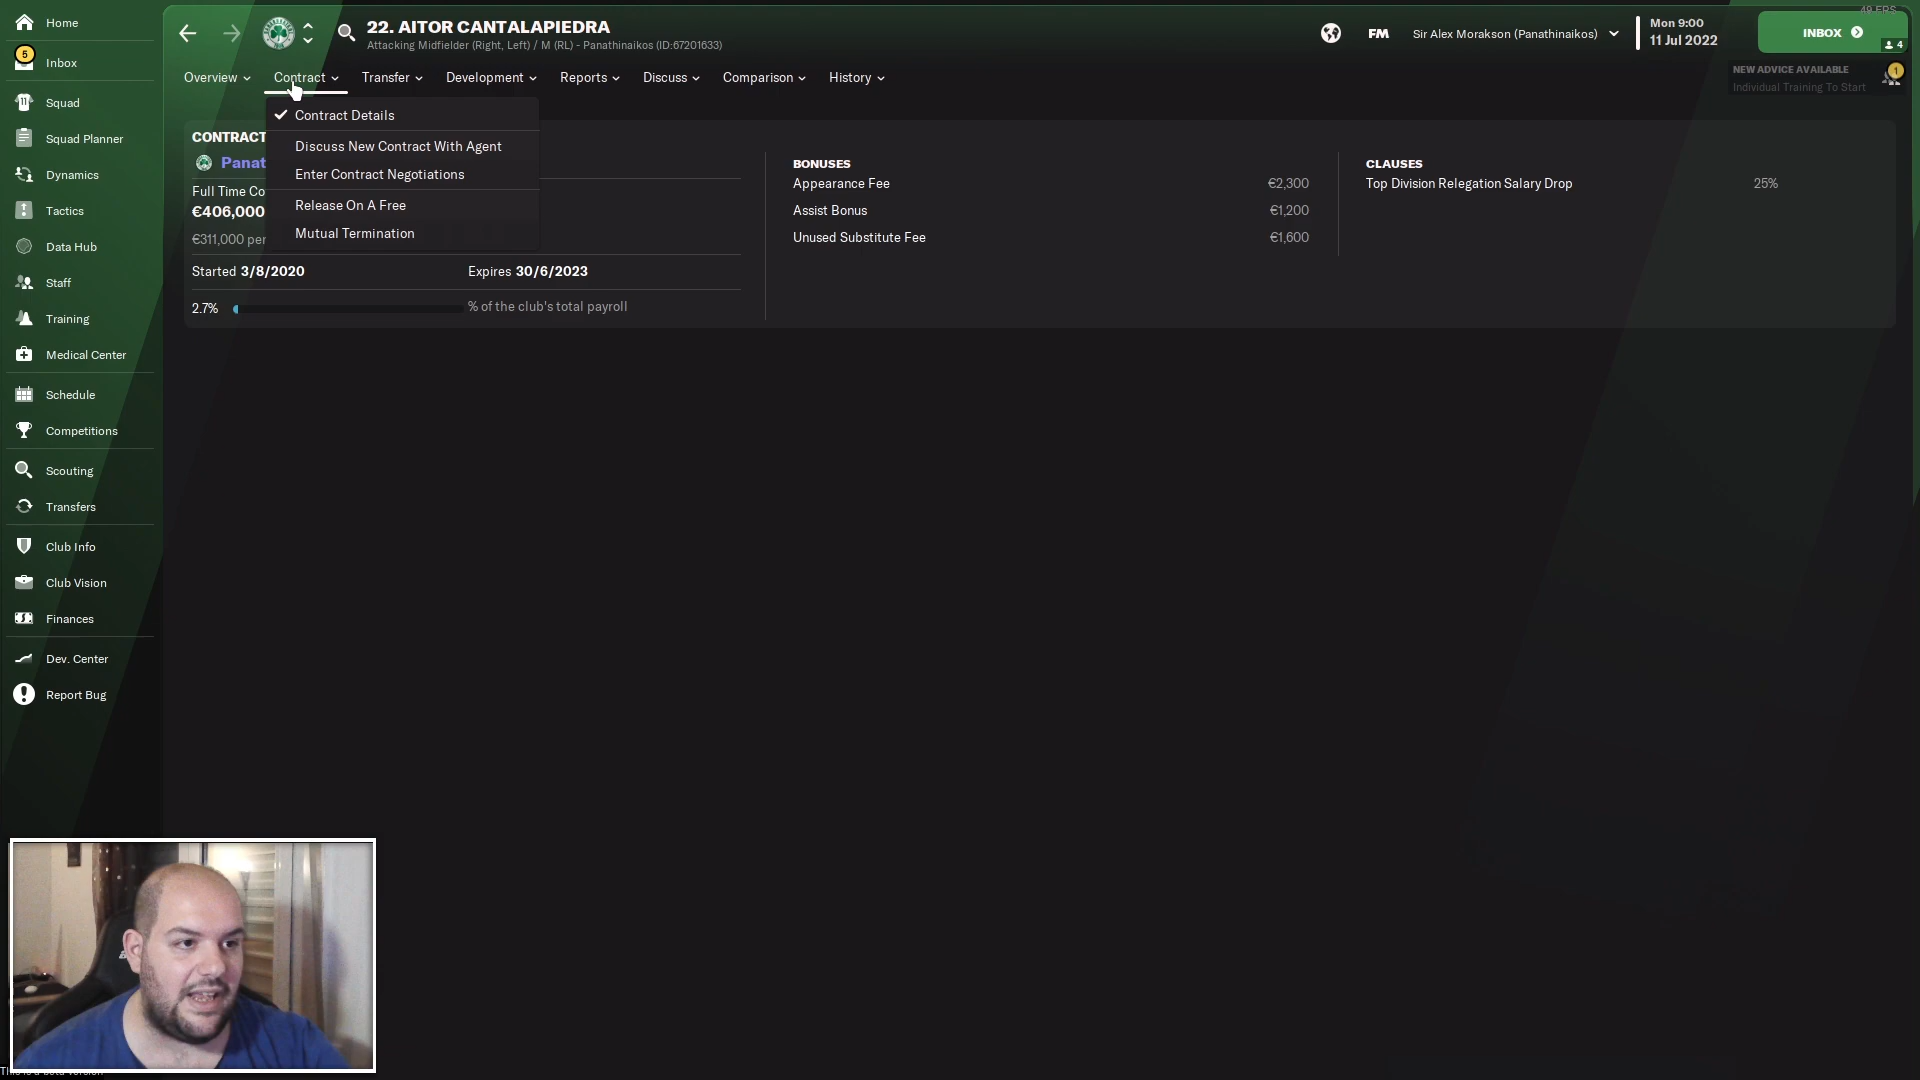 49 FPS
22. AITOR CANTALAPIEDRA
Attacking Midfielder (Right, Left) / M (RL) - Panathinaikos (ID:67201633)
FM
Sir Alex Morakson (Panathinaikos)
Mon 9:00
11 Jul 2022
INBOX
4
Overview
Contract
Transfer
Development
Reports
Discuss
Comparison
History
NEW ADVICE AVAILABLE
Individual Training To Start
1
Home
5
Inbox
Squad
Squad Planner
Dynamics
Tactics
Data Hub
Staff
Training
Medical Center
Schedule
Competitions
Scouting
Transfers
Club Info
Club Vision
Finances
Dev. Center
Report Bug
Contract Details
Discuss New Contract With Agent
Enter Contract Negotiations
Release On A Free
Mutual Termination
CONTRACT
Panat
Full Time Co
€406,000
€311,000 per
Started 3/8/2020
Expires 30/6/2023
2.7%
% of the club's total payroll
BONUSES
Appearance Fee €2,300
Assist Bonus €1,200
Unused Substitute Fee €1,600
CLAUSES
Top Division Relegation Salary Drop 25%